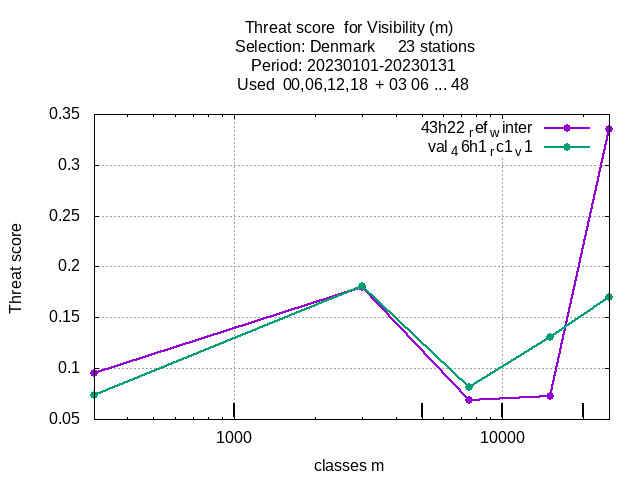 Threat score  for Visibility (m)
Selection: Denmark     23 stations
Period: 20230101-20230131
Used  00,06,12,18  + 03 06 ... 48
0.35
0.3
0.25
0.2
0.15
0.1
0.05
Threat score
43h22 ref winter
val 4 6h1 r c1 v 1
1000
10000
classes m